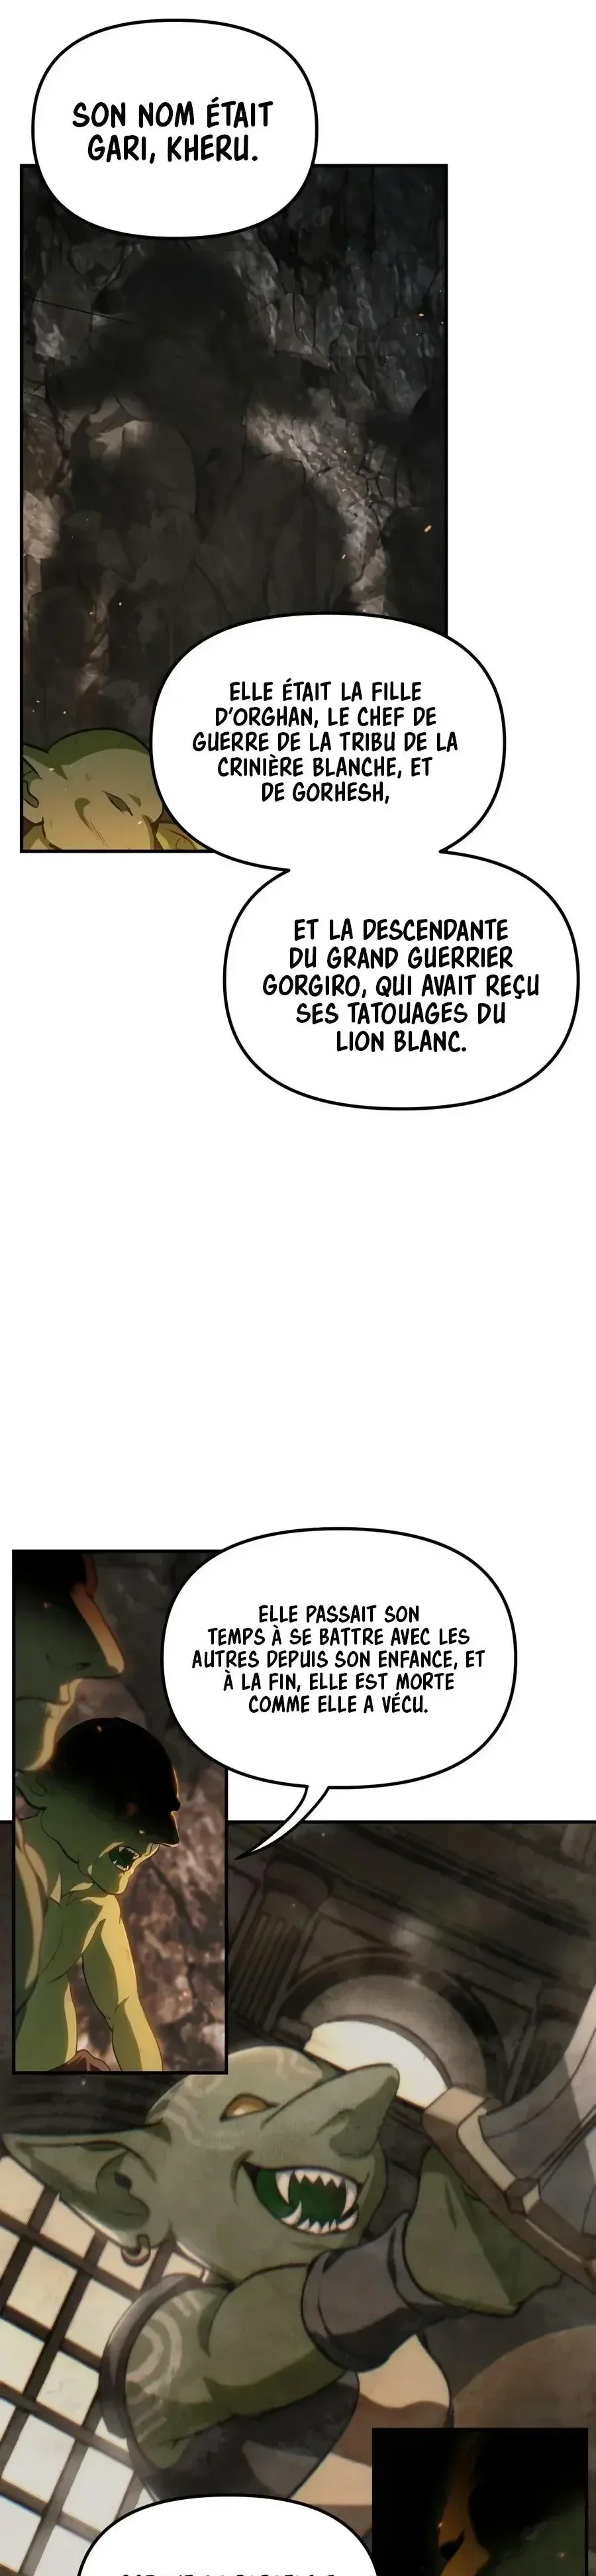 SON NOM ÉTAIT
GARI, KHERU.
ELLE ÉTAIT LA FILLE
D'ORGHAN, LE CHEF DE
GUERRE DE LA TRIBU DE LA
CRINIÈRE BLANCHE, ET
DE GORHESH,
ET LA DESCENDANTE
DU GRAND GUERRIER
GORGIRO, QUI AVAIT REÇU
SES TATOUAGES DU
LION BLANC.
ELLE PASSAIT SON
TEMPS À SE BATTRE AVEC LES
AUTRES DEPUIS SON ENFANCE, ET
À LA FIN, ELLE EST MORTE
COMME ELLE A VÉCU.